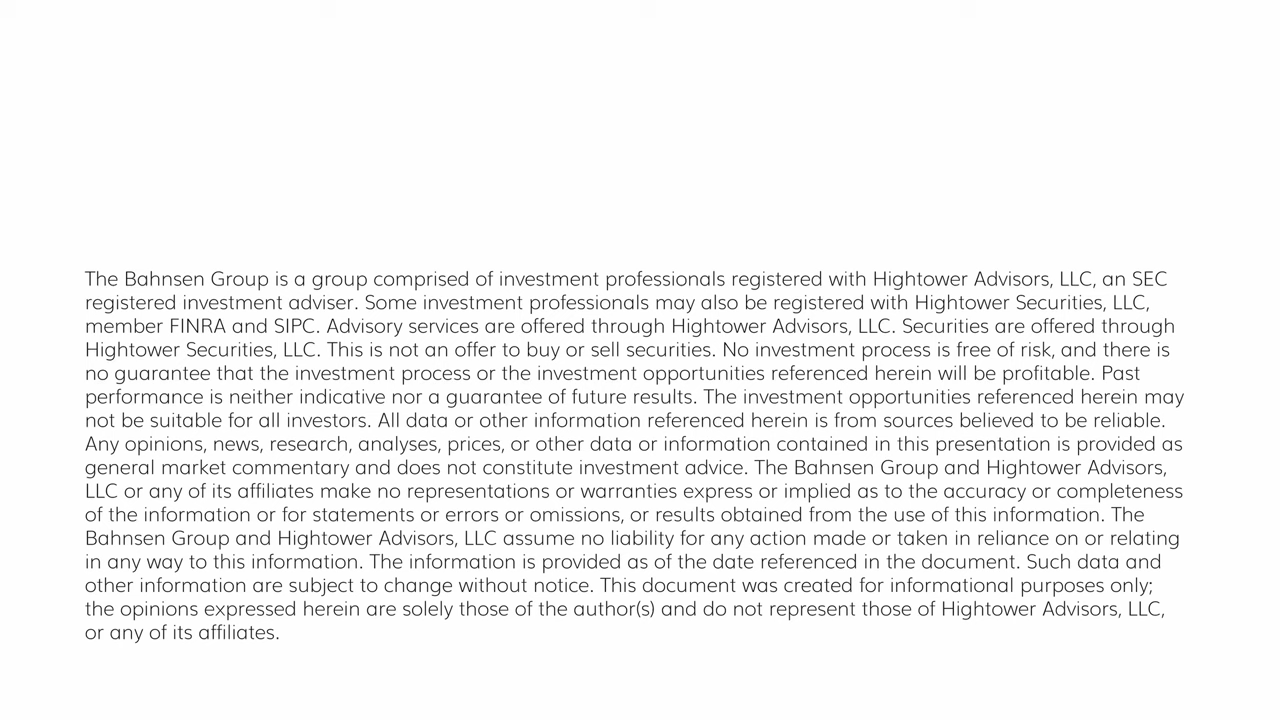 The Bahnsen Group is a group comprised of investment professionals registered with Hightower Advisors, LLC, an SEC
registered investment adviser. Some investment professionals may also be registered with Hightower Securities, LLC,
member FINRA and SIPC. Advisory services are offered through Hightower Advisors, LLC. Securities are offered through
Hightower Securities, LLC. This is not an offer to buy or sell securities. No investment process is free of risk, and there is
no guarantee that the investment process or the investment opportunities referenced herein will be profitable. Past
performance is neither indicative nor a guarantee of future results. The investment opportunities referenced herein may
not be suitable for all investors. All data or other information referenced herein is from sources believed to be reliable.
Any opinions, news, research, analyses, prices, or other data or information contained in this presentation is provided as
general market commentary and does not constitute investment advice. The Bahnsen Group and Hightower Advisors,
LLC or any of its affiliates make no representations or warranties express or implied as to the accuracy or completeness
of the information or for statements or errors or omissions, or results obtained from the use of this information. The
Bahnsen Group and Hightower Advisors, LLC assume no liability for any action made or taken in reliance on or relating
in any way to this information. The information is provided as of the date referenced in the document. Such data and
other information are subject to change without notice. This document was created for informational purposes only;
the opinions expressed herein are solely those of the author(s) and do not represent those of Hightower Advisors, LLC,
or any of its affiliates.